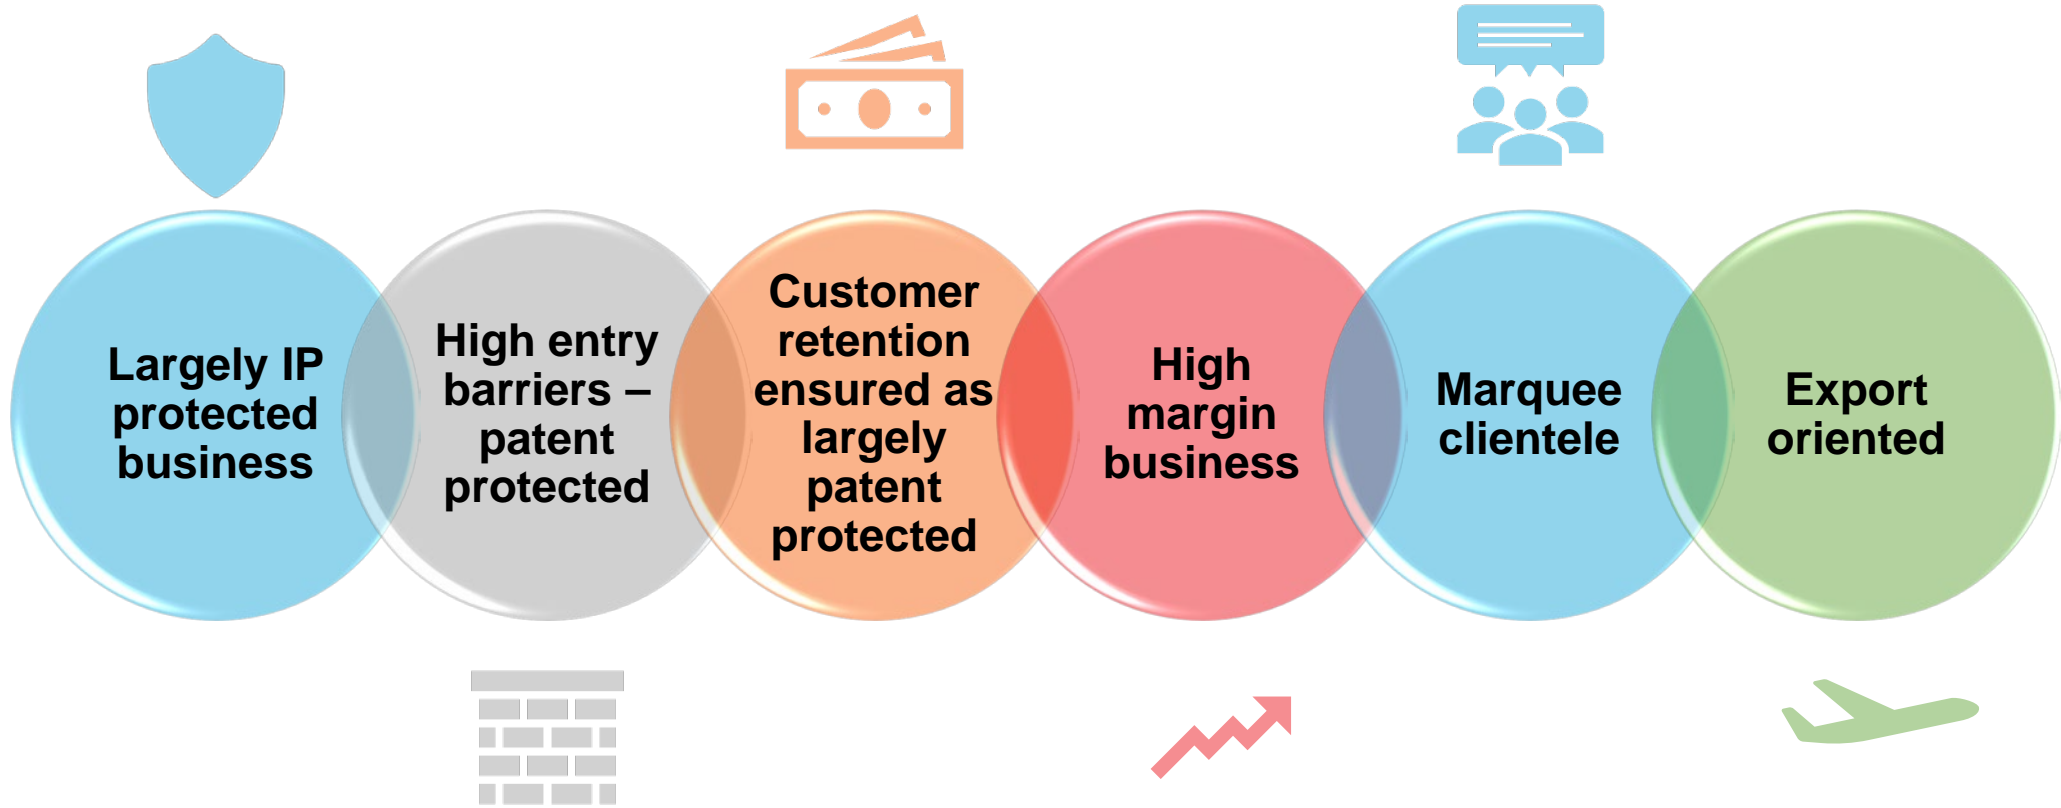 Largely IP
protected
business
High entry
barriers –
patent
protected
Customer
retention
ensured as
largely
patent
protected
High
margin
business
Marquee
clientele
Export
oriented